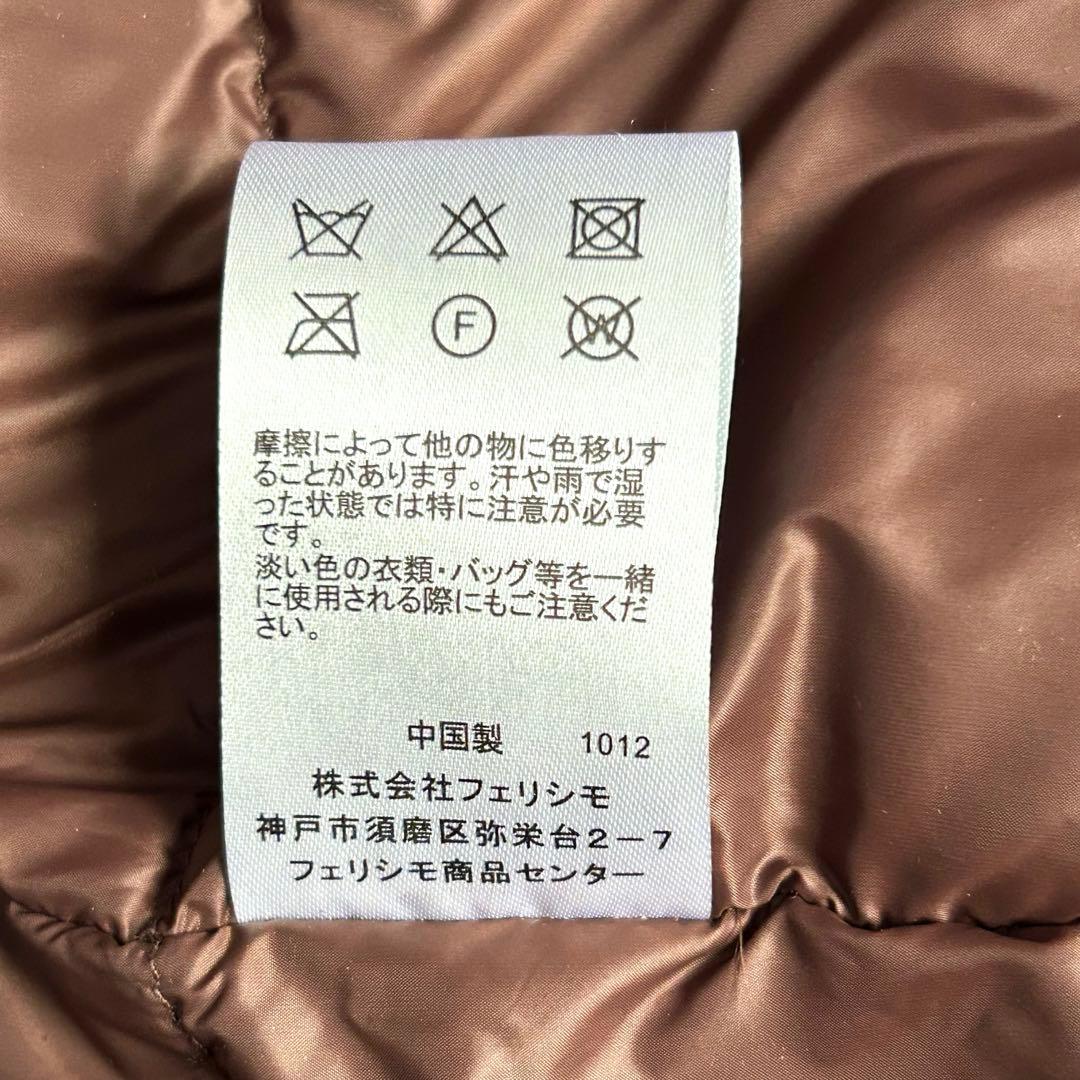 F
W
摩擦によって他の物に色移りす
ることがあります。汗や雨で湿
った状態では特に注意が必要
です。
淡い色の衣類・バッグ等を一緒
に使用される際にもご注意くだ
さい。
中国製 1012
株式会社フェリシモ
神戸市須磨区弥栄台2-7
フェリシモ商品センター